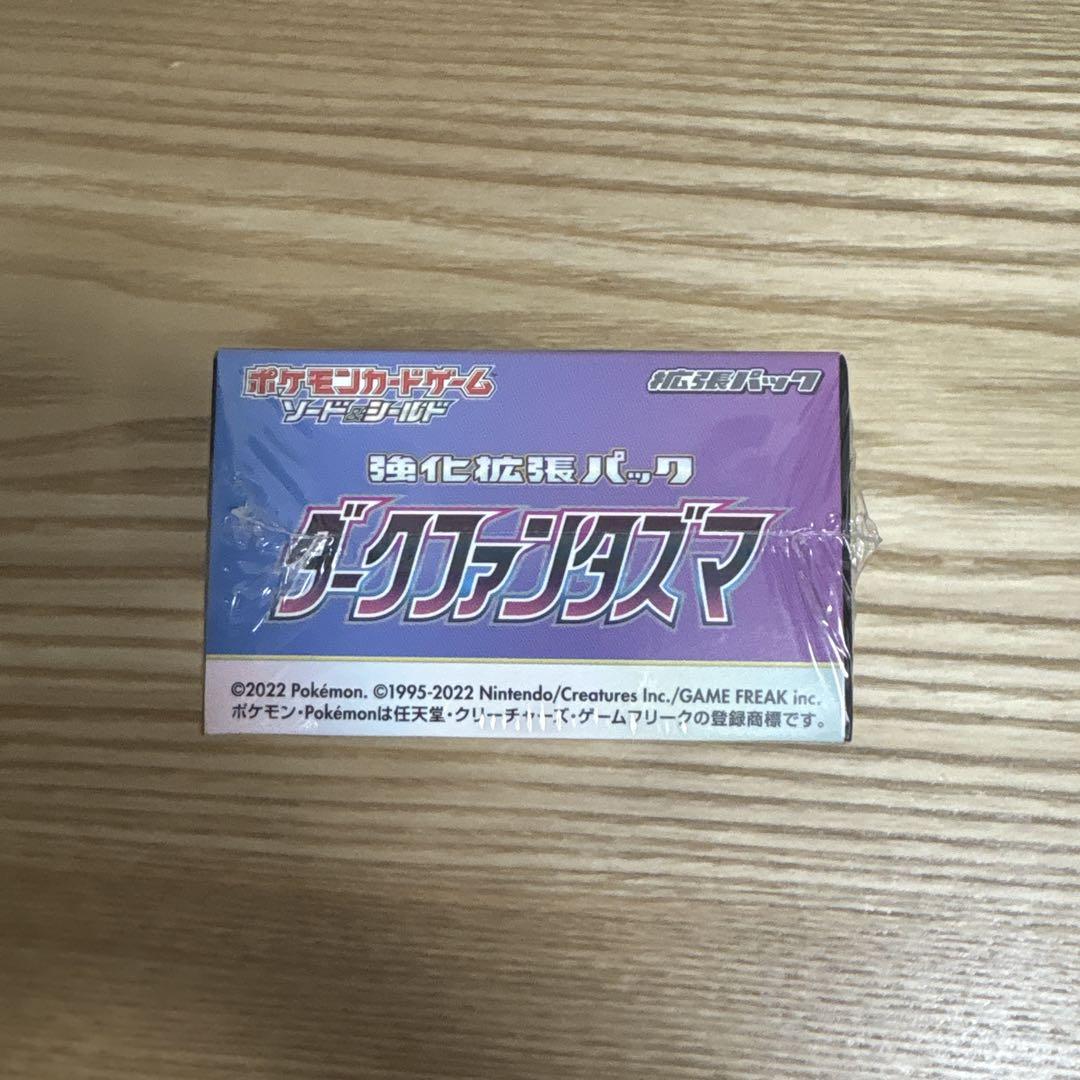 ポケモンカードゲーム
ソード&シールド
拡張パック
強化拡張パック
ダークファンタズマ
©2022 Pokémon. ©1995-2022 Nintendo/Creatures Inc./GAME FREAK inc.
ポケモン・Pokémonは任天堂・クリーチャーズ・ゲームフリークの登録商標です。